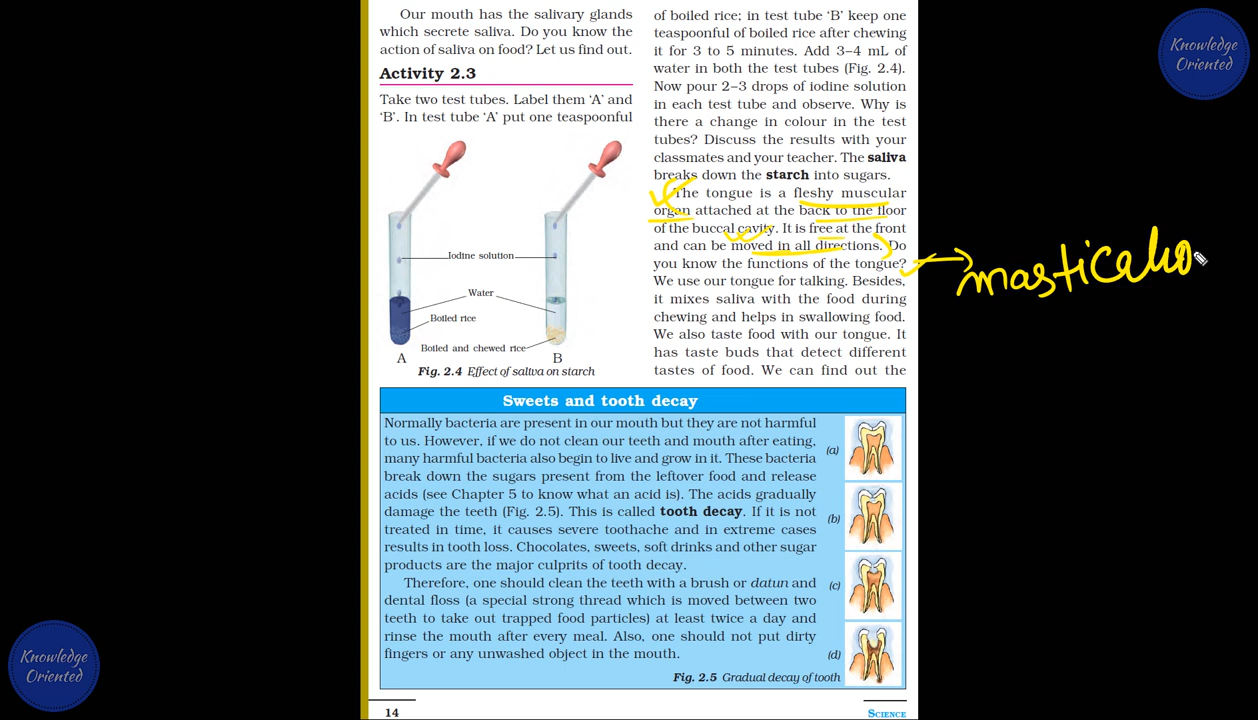 Our mouth has the salivary glands
which secrete saliva. Do you know the
action of saliva on food? Let us find out.
Activity 2.3
Take two test tubes. Label them ‘A’ and
‘B’. In test tube ‘A’ put one teaspoonful
Iodine solution
Water
Boiled rice
Boiled and chewed rice
A
B
Fig. 2.4 Effect of saliva on starch
of boiled rice; in test tube ‘B’ keep one
teaspoonful of boiled rice after chewing
it for 3 to 5 minutes. Add 3–4 mL of
water in both the test tubes (Fig. 2.4).
Now pour 2–3 drops of iodine solution
in each test tube and observe. Why is
there a change in colour in the test
tubes? Discuss the results with your
classmates and your teacher. The saliva
breaks down the starch into sugars.
The tongue is a fleshy muscular
organ attached at the back to the floor
of the buccal cavity. It is free at the front
and can be moved in all directions. Do
you know the functions of the tongue?
We use our tongue for talking. Besides,
it mixes saliva with the food during
chewing and helps in swallowing food.
We also taste food with our tongue. It
has taste buds that detect different
tastes of food. We can find out the
masticatio
Sweets and tooth decay
Normally bacteria are present in our mouth but they are not harmful
to us. However, if we do not clean our teeth and mouth after eating,
many harmful bacteria also begin to live and grow in it. These bacteria
break down the sugars present from the leftover food and release
acids (see Chapter 5 to know what an acid is). The acids gradually
damage the teeth (Fig. 2.5). This is called tooth decay. If it is not
treated in time, it causes severe toothache and in extreme cases
results in tooth loss. Chocolates, sweets, soft drinks and other sugar
products are the major culprits of tooth decay.
Therefore, one should clean the teeth with a brush or datun and
dental floss (a special strong thread which is moved between two
teeth to take out trapped food particles) at least twice a day and
rinse the mouth after every meal. Also, one should not put dirty
fingers or any unwashed object in the mouth.
(a)
(b)
(c)
(d)
Fig. 2.5 Gradual decay of tooth
14
SCIENCE
Knowledge
Oriented
Knowledge
Oriented